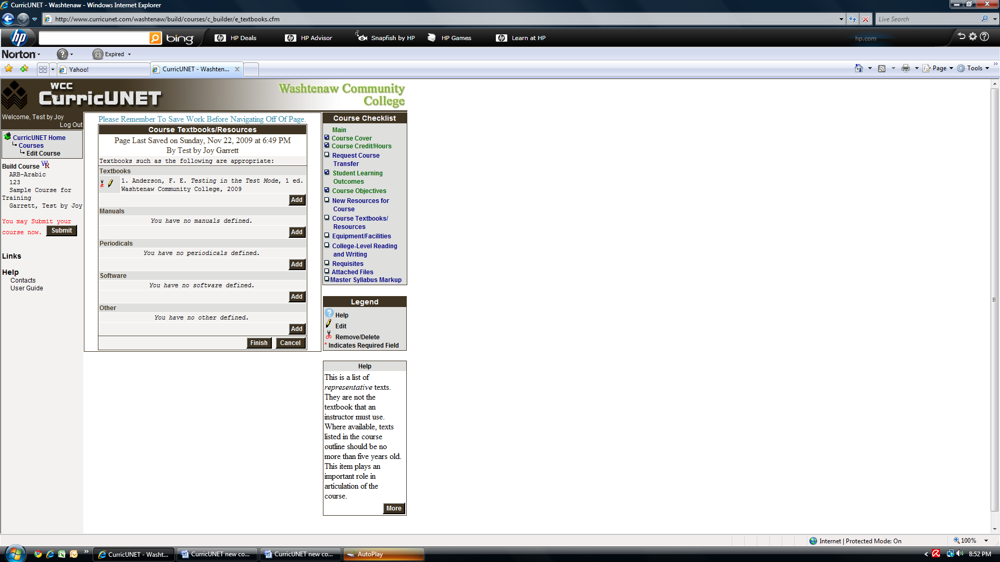 CurricUNET - Washtenaw - Windows Internet Explorer
http://www.curricunet.com/washtenaw/build/courses/c_builder/e_textbooks.cfm
Live Search
hp
bing
HP Deals
HP Advisor
Snapfish by HP
HP Games
Learn at HP
hp.com
Norton
Expired
Yahoo!
CurricUNET - Washten...
Page
Tools
WCC
CurricUNET
Washtenaw Community
College
Welcome, Test by Joy
Log Out
CurricUNET Home
Courses
Edit Course
Build Course WR
ARB-Arabic
123
Sample Course for
Training
Garrett, Test by Joy
You may Submit your
course now. Submit
Links
Help
Contacts
User Guide
Please Remember To Save Work Before Navigating Off Of Page.
Course Textbooks/Resources
Page Last Saved on Sunday, Nov 22, 2009 at 6:49 PM
By Test by Joy Garrett
Textbooks such as the following are appropriate:
Textbooks
1. Anderson, F. E. Testing in the Test Mode, 1 ed.
Washtenaw Community College, 2009
Add
Manuals
You have no manuals defined.
Add
Periodicals
You have no periodicals defined.
Add
Software
You have no software defined.
Add
Other
You have no other defined.
Add
Finish Cancel
Course Checklist
Main
Course Cover
Course Credit/Hours
Request Course
Transfer
Student Learning
Outcomes
Course Objectives
New Resources for
Course
Course Textbooks/
Resources
Equipment/Facilities
College-Level Reading
and Writing
Requisites
Attached Files
Master Syllabus Markup
Legend
? Help
Edit
Remove/Delete
* Indicates Required Field
Help
This is a list of
representative texts.
They are not the
textbook that an
instructor must use.
Where available, texts
listed in the course
outline should be no
more than five years old.
This item plays an
important role in
articulation of the
course.
More
Internet | Protected Mode: On
100%
CurricUNET - Washt...
CurricUNET new co...
CurricUNET new co...
AutoPlay
8:52 PM